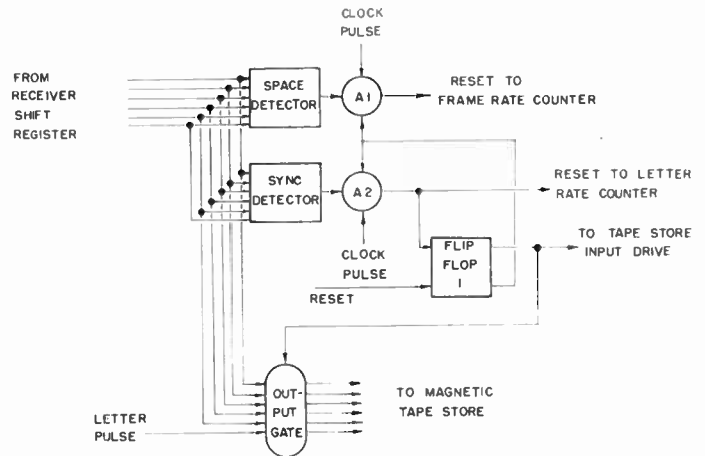 CLOCK
PULSE
FROM
RECEIVER
SHIFT
REGISTER
SPACE
DETECTOR
A1
RESET TO
FRAME RATE COUNTER
SYNC
DETECTOR
A2
RESET TO LETTER
RATE COUNTER
CLOCK
PULSE
FLIP
FLOP
1
TO TAPE STORE
INPUT DRIVE
RESET
OUT-
PUT
GATE
TO MAGNETIC
TAPE STORE
LETTER
PULSE